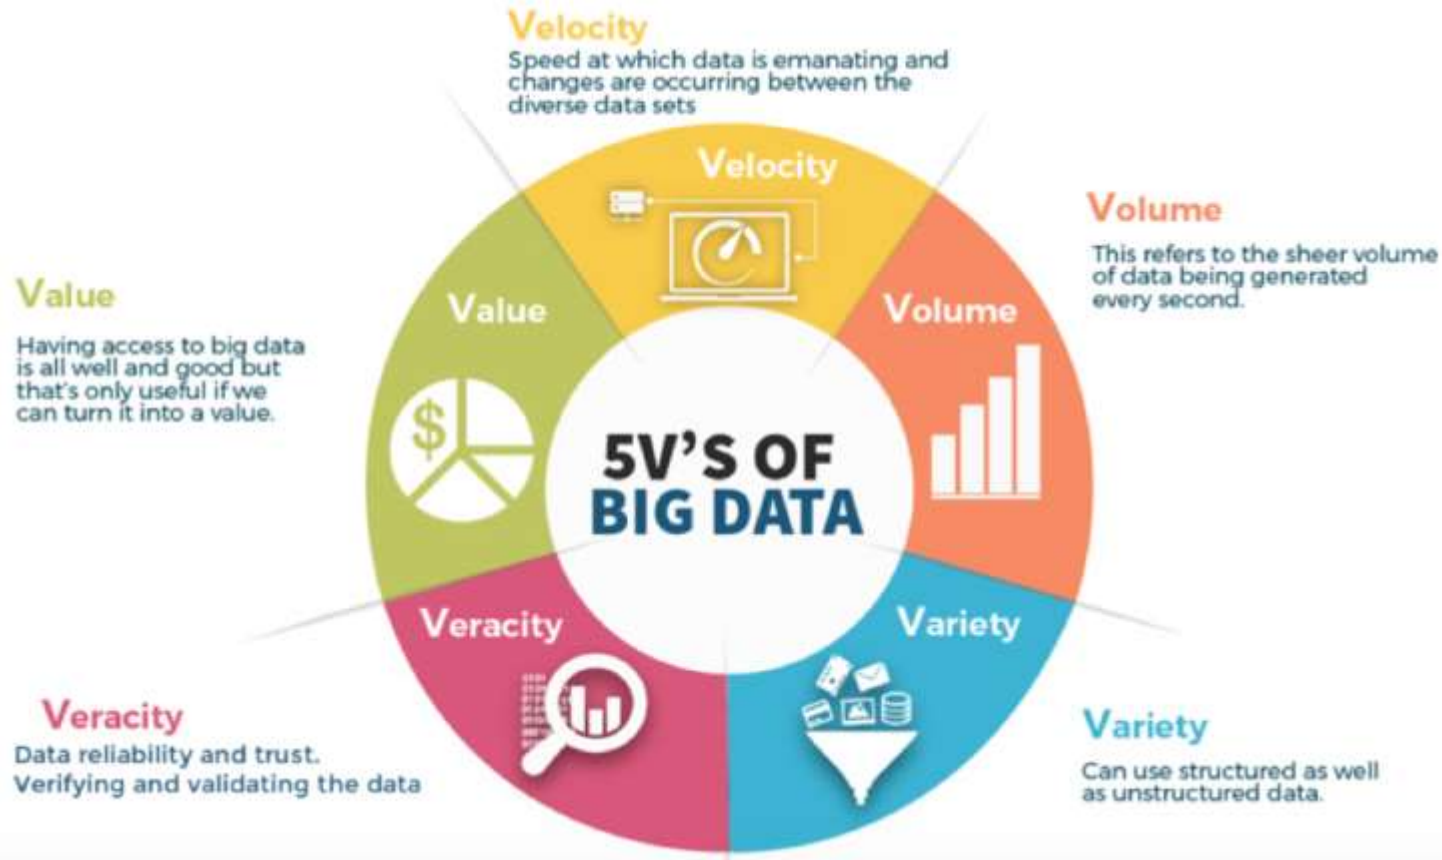 Velocity
Speed at which data is emanating and
changes are occurring between the
diverse data sets
Velocity
Volume
This refers to the sheer volume
of data being generated
every second.
Value
Having access to big data
is all well and good but
that's only useful if we
can turn it into a value.
Value
$
Volume
5V'S OF
BIG DATA
Veracity
Variety
Veracity
Data reliability and trust.
Verifying and validating the data
Variety
Can use structured as well
as unstructured data.